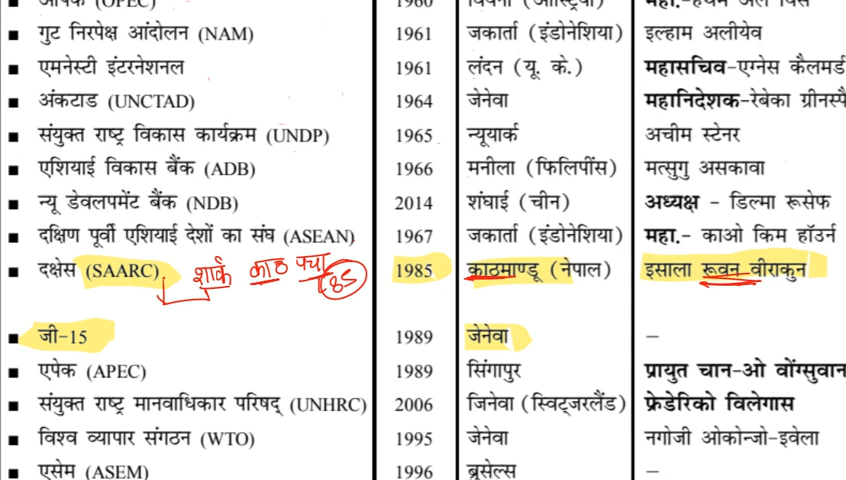 गुट निरपेक्ष आंदोलन (NAM) 1961 जकार्ता (इंडोनेशिया) इल्हाम अलीयेव
एमनेस्टी इंटरनेशनल 1961 लंदन (यू. के.) महासचिव-एग्नेस कैलमर्ड
अंकटाड (UNCTAD) 1964 जेनेवा महानिदेशक-रेबेका ग्रीनस्पै
संयुक्त राष्ट्र विकास कार्यक्रम (UNDP) 1965 न्यूयार्क अचीम स्टेनर
एशियाई विकास बैंक (ADB) 1966 मनीला (फिलिपींस) मत्सुगु असकावा
न्यू डेवलपमेंट बैंक (NDB) 2014 शंघाई (चीन) अध्यक्ष - डिल्मा रूसेफ
दक्षिण पूर्वी एशियाई देशों का संघ (ASEAN) 1967 जकार्ता (इंडोनेशिया) महा.- काओ किम हॉउर्न
दक्षेस (SAARC) शार्क काठ 85 1985 काठमाण्डू (नेपाल) इसाला रूवन वीराकुन
जी-15 1989 जेनेवा –
एपेक (APEC) 1989 सिंगापुर प्रायुत चान-ओ वोंग्सुवान
संयुक्त राष्ट्र मानवाधिकार परिषद् (UNHRC) 2006 जिनेवा (स्विट्जरलैंड) फ्रेडेरिको विलेगास
विश्व व्यापार संगठन (WTO) 1995 जेनेवा नगोजी ओकोन्जो-इवेला
एसेम (ASEM) 1996 ब्रुसेल्स –